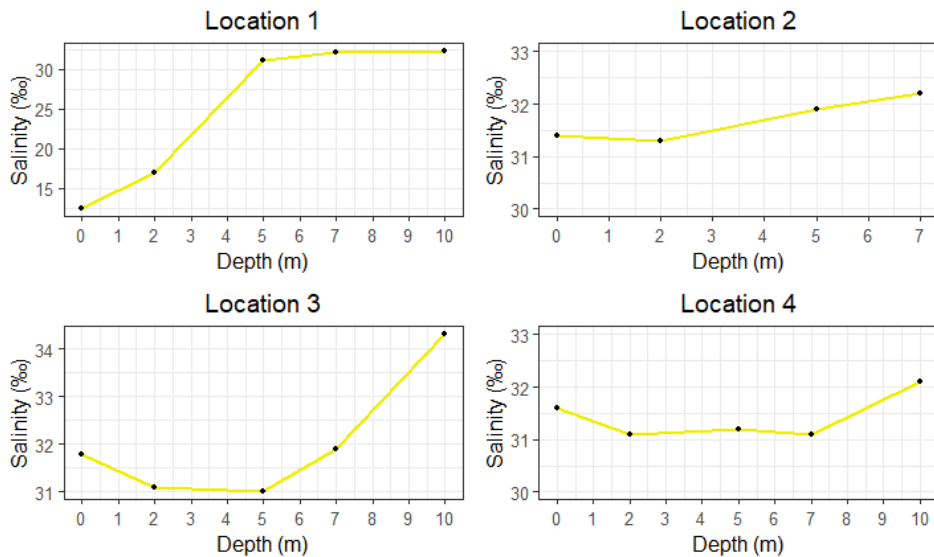 Location 1
Salinity (‰)
30
25
20
15
0 1 2 3 4 5 6 7 8 9 10
Depth (m)
Location 2
Salinity (‰)
33
32
31
30
0 1 2 3 4 5 6 7
Depth (m)
Location 3
Salinity (‰)
34
33
32
31
0 1 2 3 4 5 6 7 8 9 10
Depth (m)
Location 4
Salinity (‰)
33
32
31
30
0 1 2 3 4 5 6 7 8 9 10
Depth (m)